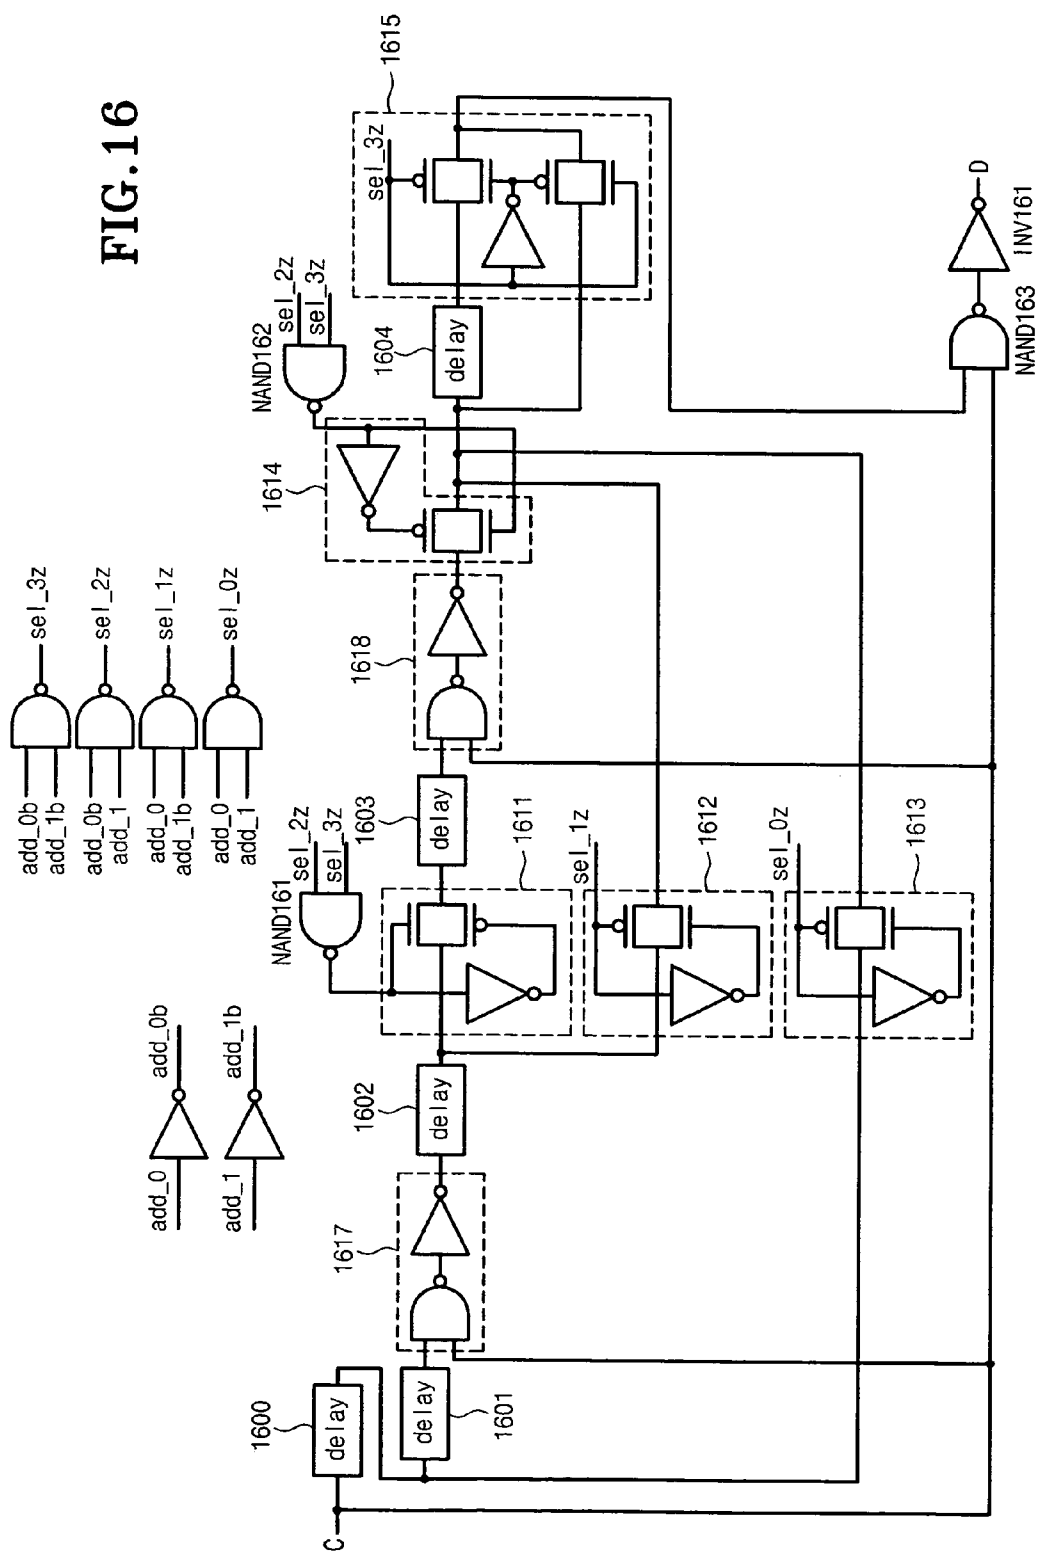 FIG.16
add_0
add_0b
add_1
add_1b
add_0b
add_1b
sel_3z
add_0b
add_1
sel_2z
add_0
add_1b
sel_1z
add_0
add_1
sel_0z
C
1600
delay
delay
1601
1617
1602
delay
NAND161
sel_2z
sel_3z
1603
delay
1611
sel_1z
1612
sel_0z
1613
1618
1614
NAND162
sel_2z
sel_3z
1604
delay
sel_3z
1615
NAND163
INV161
D